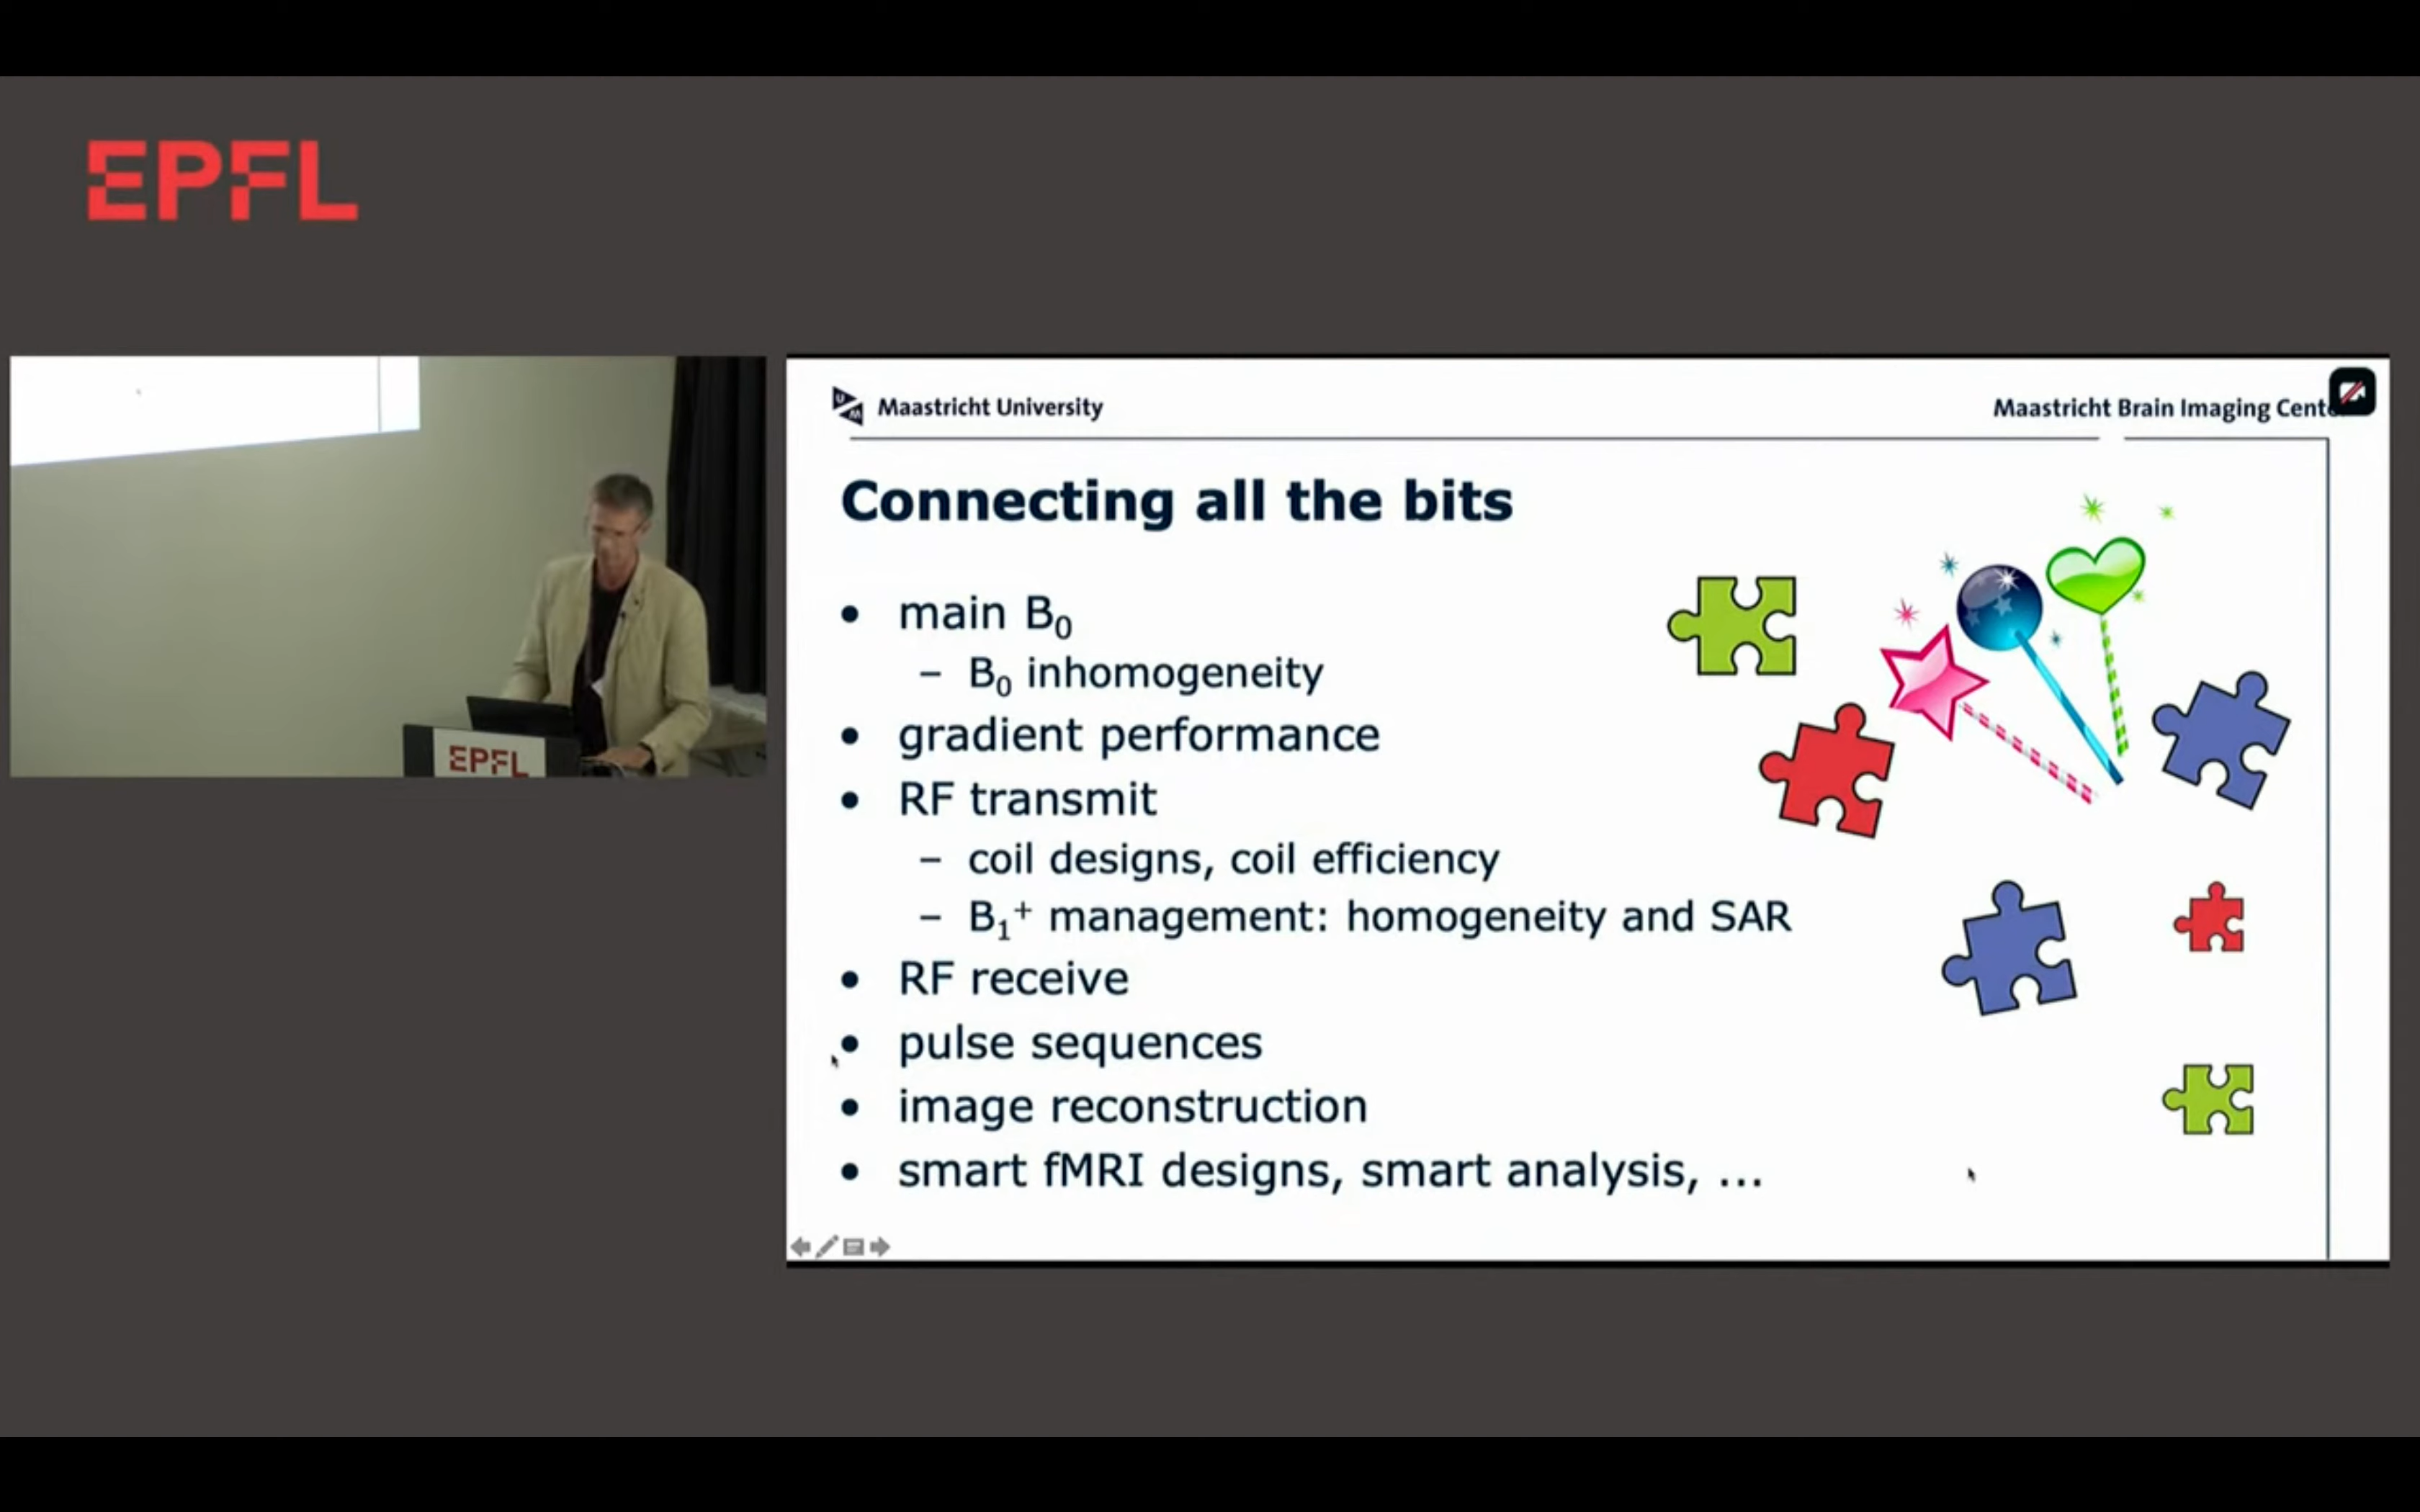 EPFL
EPFL
Maastricht University
Maastricht Brain Imaging Cent
Connecting all the bits
• main B₀
– B₀ inhomogeneity
• gradient performance
• RF transmit
– coil designs, coil efficiency
– B₁⁺ management: homogeneity and SAR
• RF receive
• pulse sequences
• image reconstruction
• smart fMRI designs, smart analysis, ...